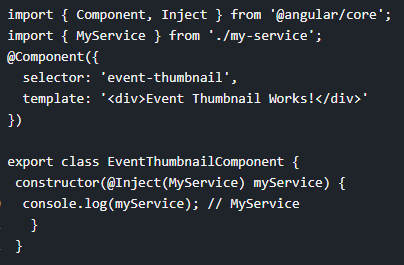 import { Component, Inject } from '@angular/core';
import { MyService } from './my-service';
@Component({
  selector: 'event-thumbnail',
  template: '<div>Event Thumbnail Works!</div>'
})

export class EventThumbnailComponent {
 constructor(@Inject(MyService) myService) {
  console.log(myService); // MyService
   }
 }